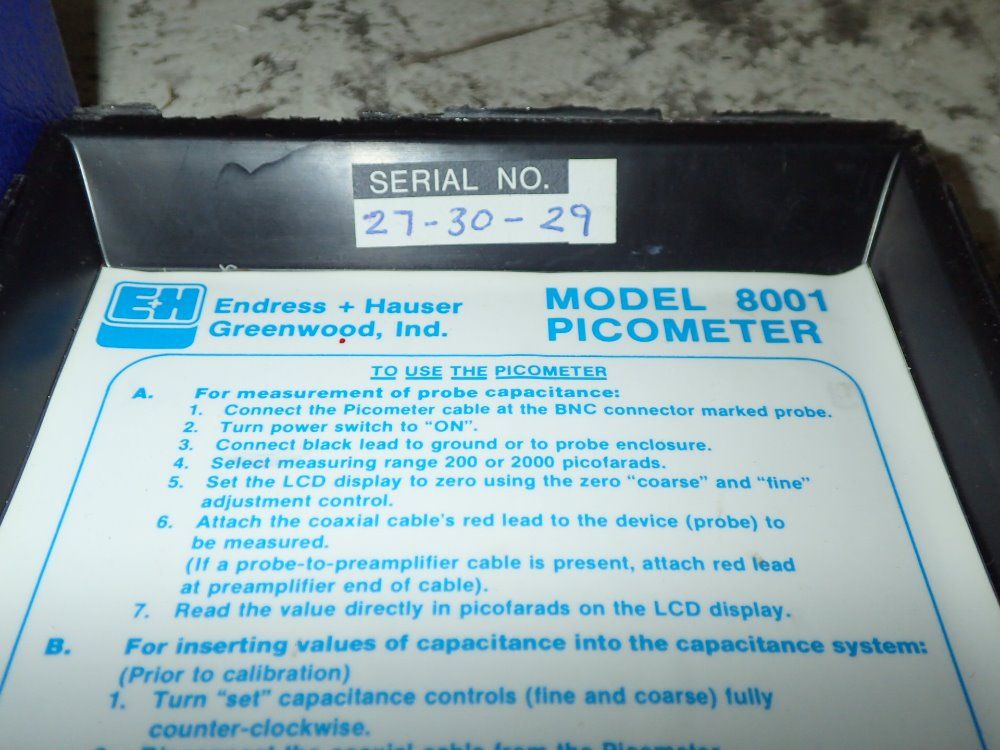 SERIAL NO.
27-30-29
E+H
Endress + Hauser
Greenwood, Ind.
MODEL 8001
PICOMETER
TO USE THE PICOMETER
A. For measurement of probe capacitance:
1. Connect the Picometer cable at the BNC connector marked probe.
2. Turn power switch to "ON".
3. Connect black lead to ground or to probe enclosure.
4. Select measuring range 200 or 2000 picofarads.
5. Set the LCD display to zero using the zero "coarse" and "fine"
adjustment control.
6. Attach the coaxial cable's red lead to the device (probe) to
be measured.
(If a probe-to-preamplifier cable is present, attach red lead
at preamplifier end of cable).
7. Read the value directly in picofarads on the LCD display.
B. For inserting values of capacitance into the capacitance system:
(Prior to calibration)
1. Turn "set" capacitance controls (fine and coarse) fully
counter-clockwise.
the coaxial cable from the Picometer